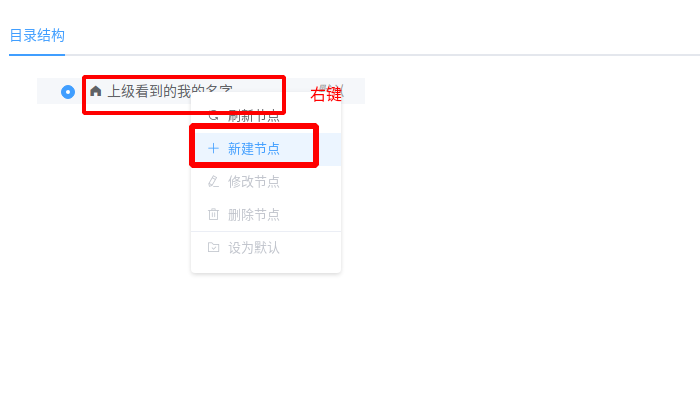 目录结构
上级看到的我的名字
右键
刷新节点
新建节点
修改节点
删除节点
设为默认